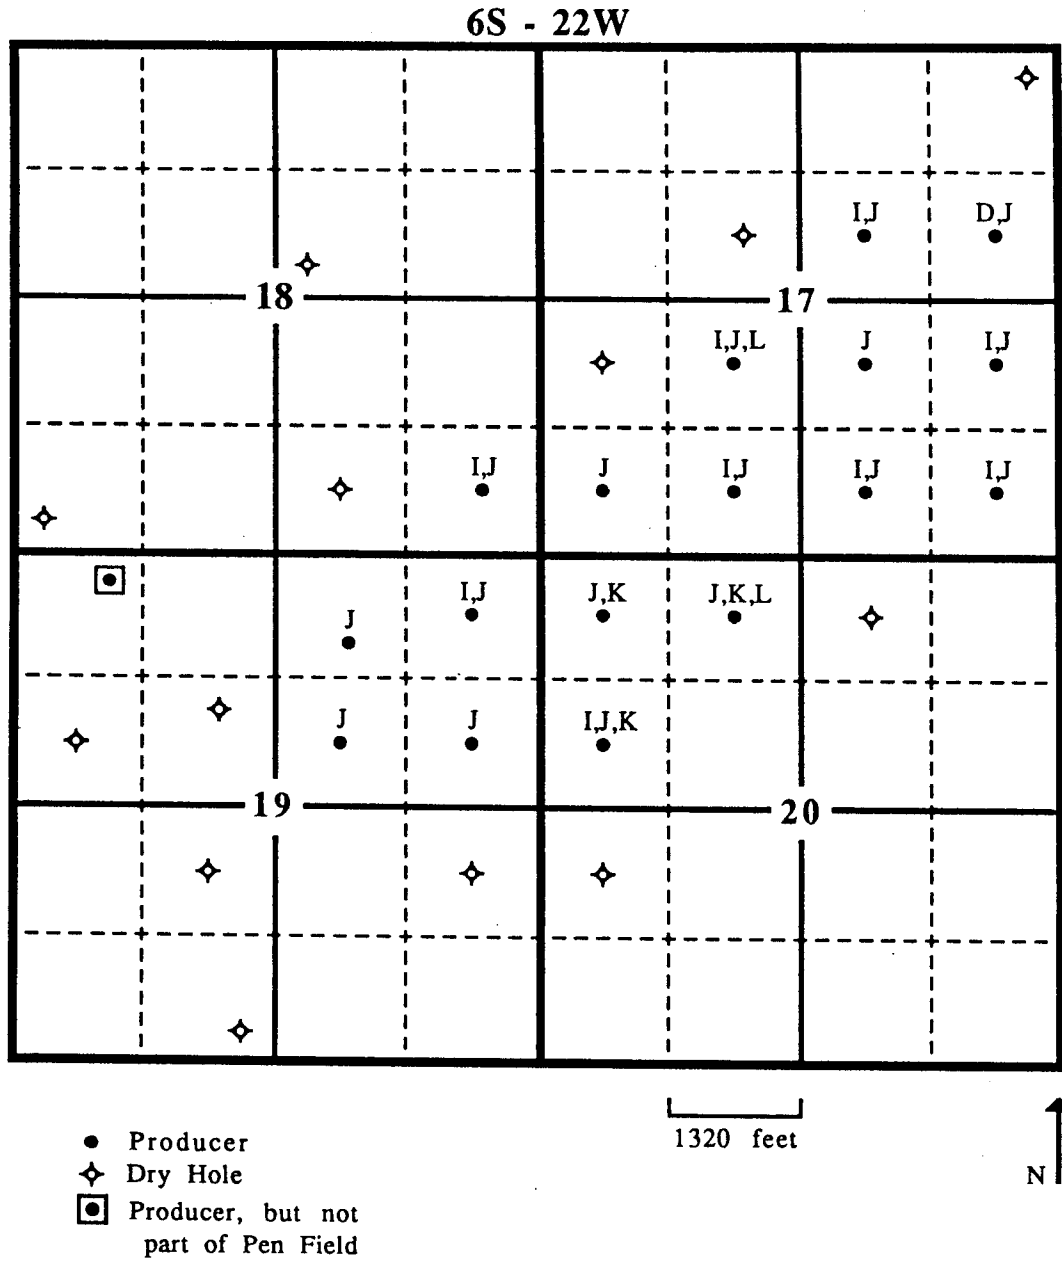 6S - 22W
I,J
D,J
18
17
I,J,L
J
I,J
I,J
J
I,J
I,J
I,J
J
I,J
J,K
J,K,L
J
J
I,J,K
19
20
1320 feet
N
Producer
Dry Hole
Producer, but not
part of Pen Field